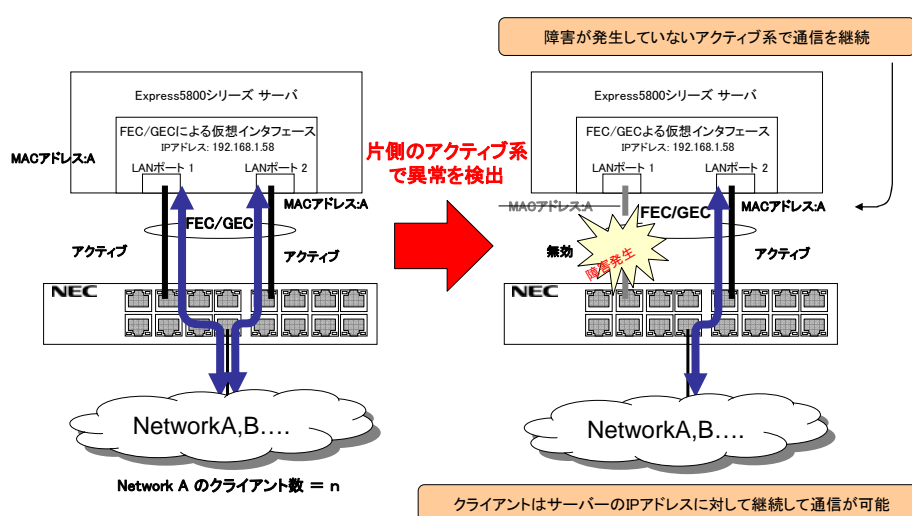 障害が発生していないアクティブ系で通信を継続
Express5800シリーズ サーバ
FEC/GECによる仮想インタフェース
IPアドレス: 192.168.1.58
LANポート 1
LANポート 2
MACアドレス:A
MACアドレス:A
FEC/GEC
アクティブ
アクティブ
NEC
NetworkA,B….
Network A のクライアント数 = n
片側のアクティブ系
で異常を検出
Express5800シリーズ サーバ
FEC/GECよる仮想インタフェース
IPアドレス: 192.168.1.58
LANポート 1
LANポート 2
MACアドレス:A
FEC/GEC
MACアドレス:A
無効
障害発生
アクティブ
NEC
NetworkA,B….
クライアントはサーバーのIPアドレスに対して継続して通信が可能